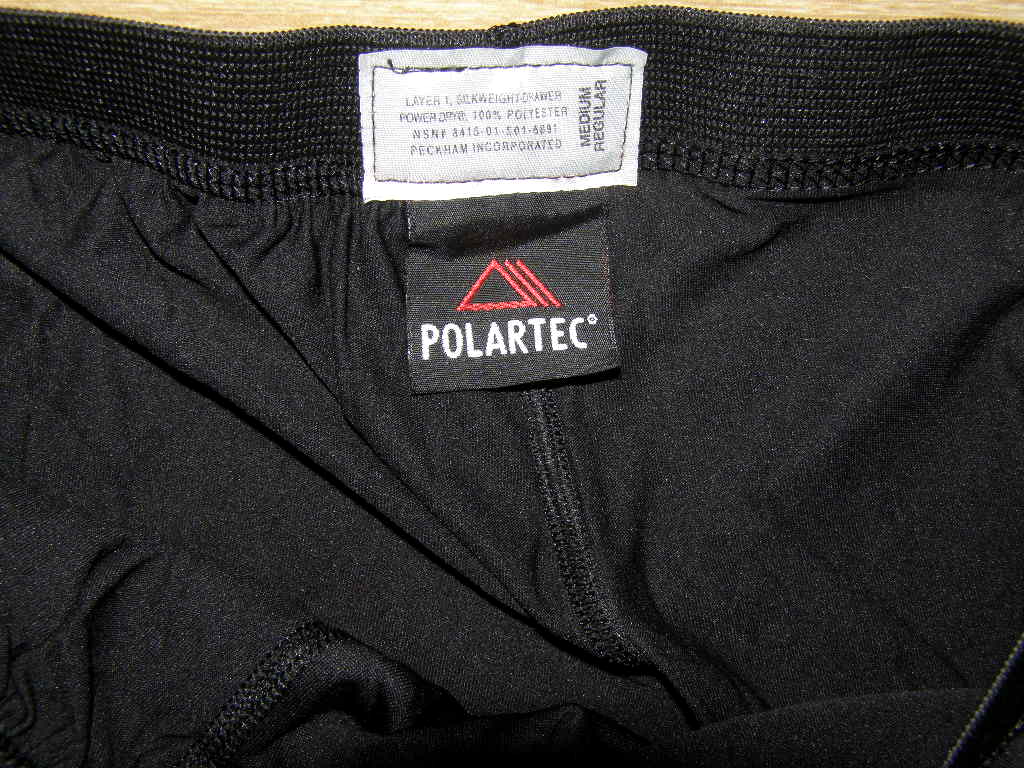 LAYER 1, SILKWEIGHT-DRAWER
POWER DRY®, 100% POLYESTER
NSN# 8415-01-501-6891
PECKHAM INCORPORATED
MEDIUM
REGULAR
POLARTEC®